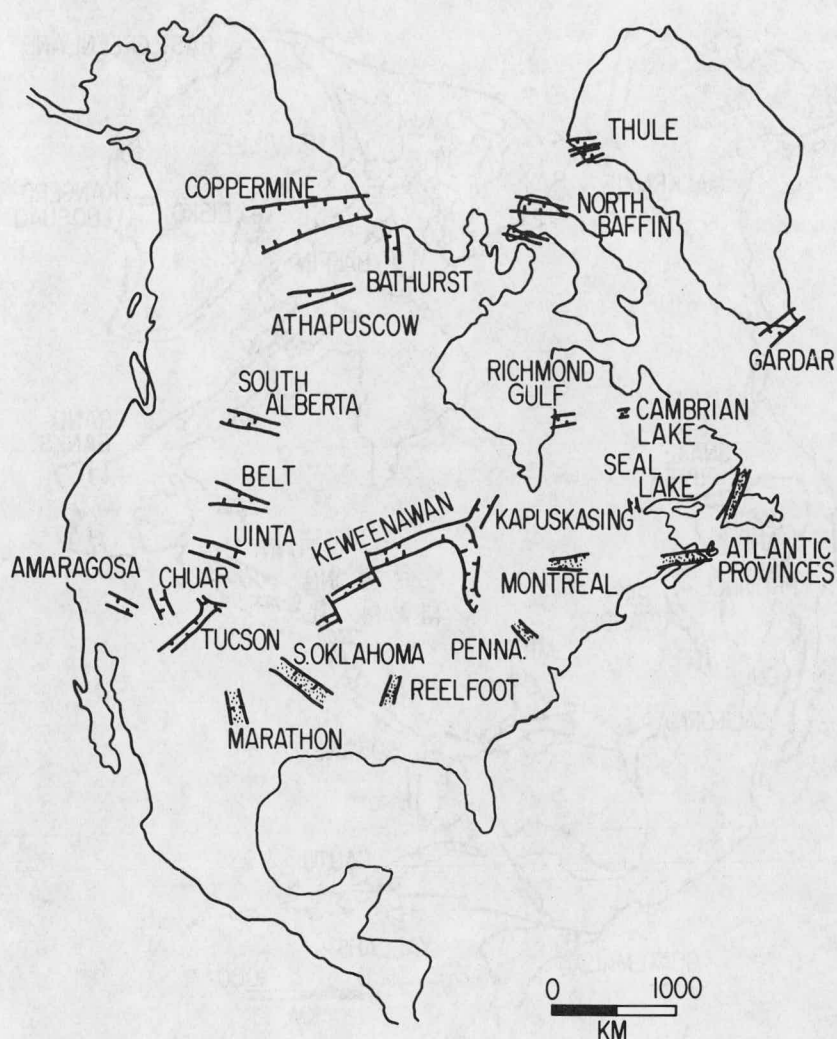 THULE
COPPERMINE
NORTH
BAFFIN
BATHURST
ATHAPUSCOW
GARDAR
RICHMOND
GULF
SOUTH
ALBERTA
CAMBRIAN
LAKE
SEAL
LAKE
BELT
KEWEENAWAN
KAPUSKASING
UINTA
ATLANTIC
PROVINCES
AMARAGOSA
CHUAR
MONTREAL
TUCSON
S.OKLAHOMA
PENNA.
REELFOOT
MARATHON
0 1000
KM